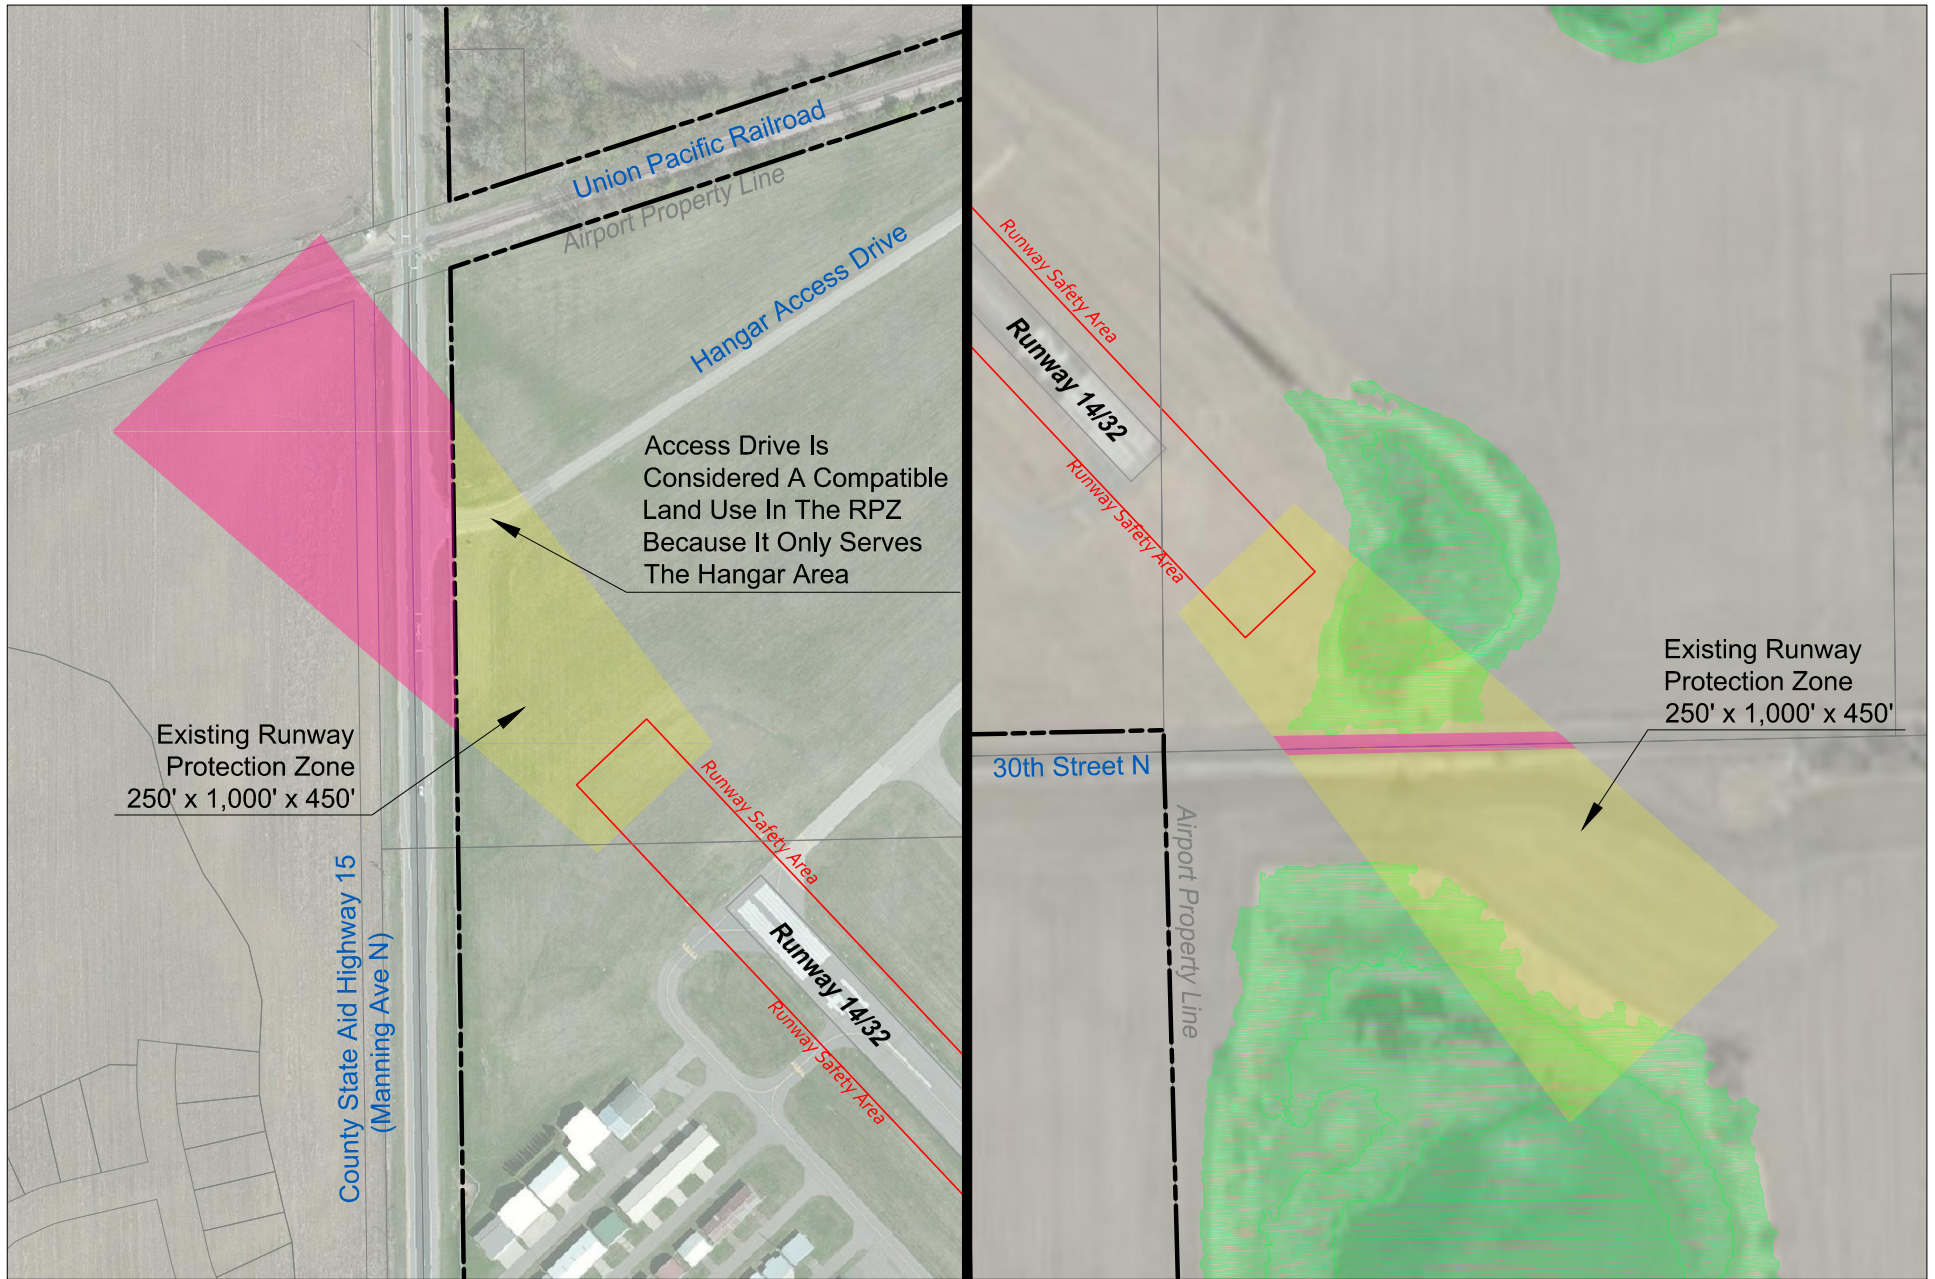 Union Pacific Railroad
Airport Property Line
Hangar Access Drive
Access Drive Is
Considered A Compatible
Land Use In The RPZ
Because It Only Serves
The Hangar Area
Existing Runway
Protection Zone
250' x 1,000' x 450'
Runway Safety Area
Runway 14/32
Runway Safety Area
County State Aid Highway 15
(Manning Ave N)
Runway Safety Area
Runway 14/32
Runway Safety Area
Existing Runway
Protection Zone
250' x 1,000' x 450'
30th Street N
Airport Property Line